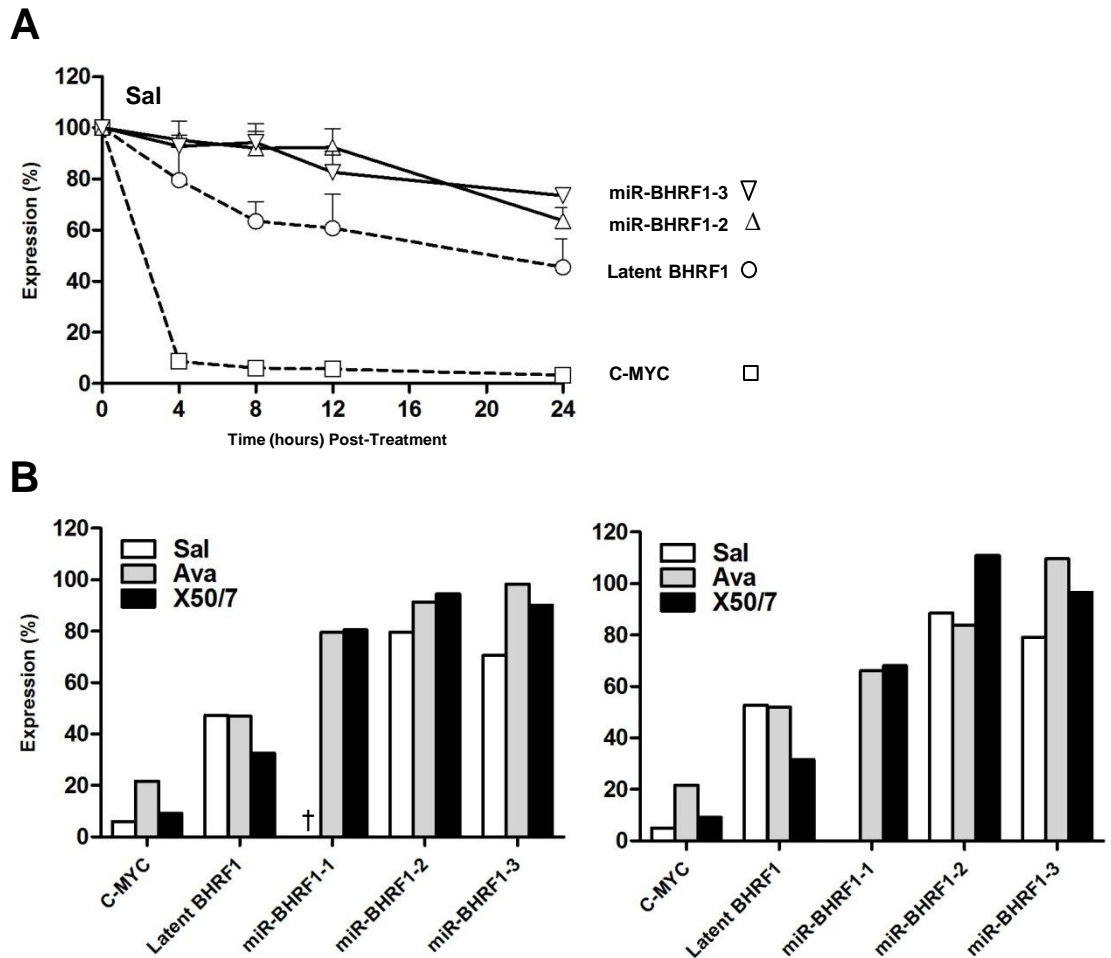 A
120
100
80
60
40
20
0
Expression (%)
Sal
0 4 8 12 16 20 24
Time (hours) Post-Treatment
miR-BHRF1-3
miR-BHRF1-2
Latent BHRF1
C-MYC
B
120
100
80
60
40
20
0
Expression (%)
Sal
Ava
X50/7
†
C-MYC
Latent BHRF1
miR-BHRF1-1
miR-BHRF1-2
miR-BHRF1-3
120
100
80
60
40
20
0
Sal
Ava
X50/7
C-MYC
Latent BHRF1
miR-BHRF1-1
miR-BHRF1-2
miR-BHRF1-3